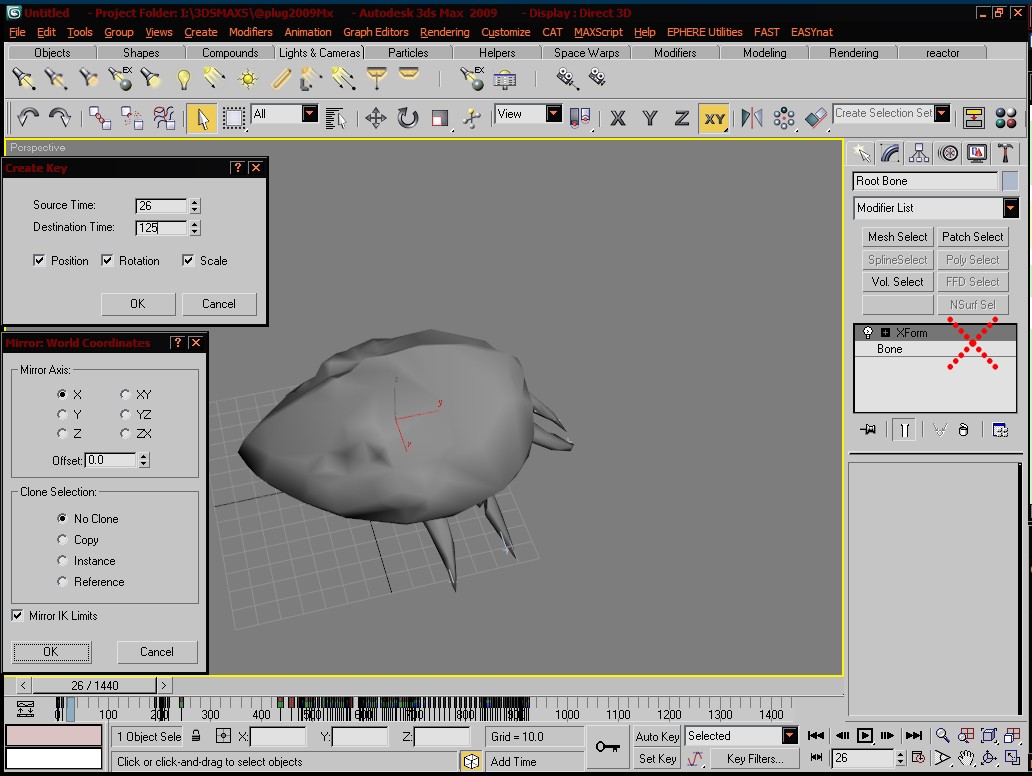 Untitled - Project Folder: I:\3DSMAX5\@plug2009Mx - Autodesk 3ds Max 2009 - Display : Direct 3D
File Edit Tools Group Views Create Modifiers Animation Graph Editors Rendering Customize CAT MAXScript Help EPHERE Utilities FAST EASYnat
Objects Shapes Compounds Lights & Cameras Particles Helpers Space Warps Modifiers Modeling Rendering reactor
EX EX
All View X Y Z XY Create Selection Set
Perspective
Create Key ? X
Source Time: 26
Destination Time: 125
Position Rotation Scale
OK Cancel
Mirror: World Coordinates ? X
Mirror Axis:
X XY
Y YZ
Z ZX
Offset: 0.0
Clone Selection:
No Clone
Copy
Instance
Reference
Mirror IK Limits
OK Cancel
Root Bone
Modifier List
Mesh Select Patch Select
SplineSelect Poly Select
Vol. Select FFD Select
NSurf Sel
XForm
Bone
< 26 / 1440 >
0 100 200 300 400 500 600 700 800 900 1000 1100 1200 1300 1400
1 Object Sele X: Y: Z: Grid = 10.0 Auto Key Selected
Click or click-and-drag to select objects Add Time Set Key Key Filters... 26